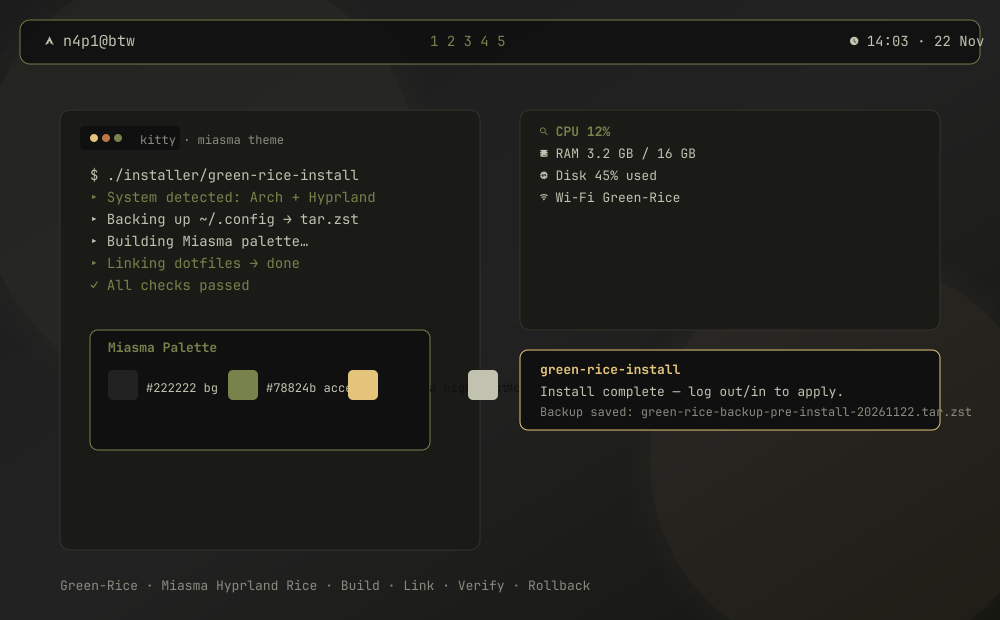 n4p1@btw
1 2 3 4 5
14:03 · 22 Nov
kitty · miasma theme
$ ./installer/green-rice-install
▸ System detected: Arch + Hyprland
▸ Backing up ~/.config → tar.zst
▸ Building Miasma palette…
▸ Linking dotfiles → done
✓ All checks passed
Miasma Palette
#222222 bg
#78824b acce
CPU 12%
RAM 3.2 GB / 16 GB
Disk 45% used
Wi-Fi Green-Rice
green-rice-install
Install complete — log out/in to apply.
Backup saved: green-rice-backup-pre-install-20261122.tar.zst
Green-Rice · Miasma Hyprland Rice · Build · Link · Verify · Rollback